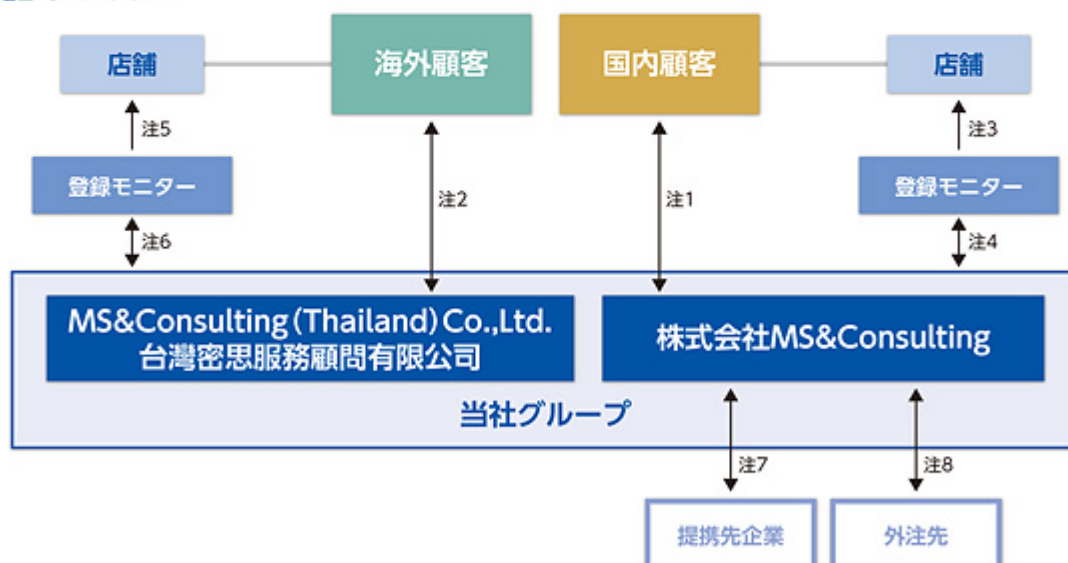 店舗
海外顧客
国内顧客
店舗
注5
注3
登録モニター
注2
注1
登録モニター
注6
注4
MS&Consulting(Thailand)Co.,Ltd.
台灣密思服務顧問有限公司
株式会社MS&Consulting
当社グループ
注7
注8
提携先企業
外注先